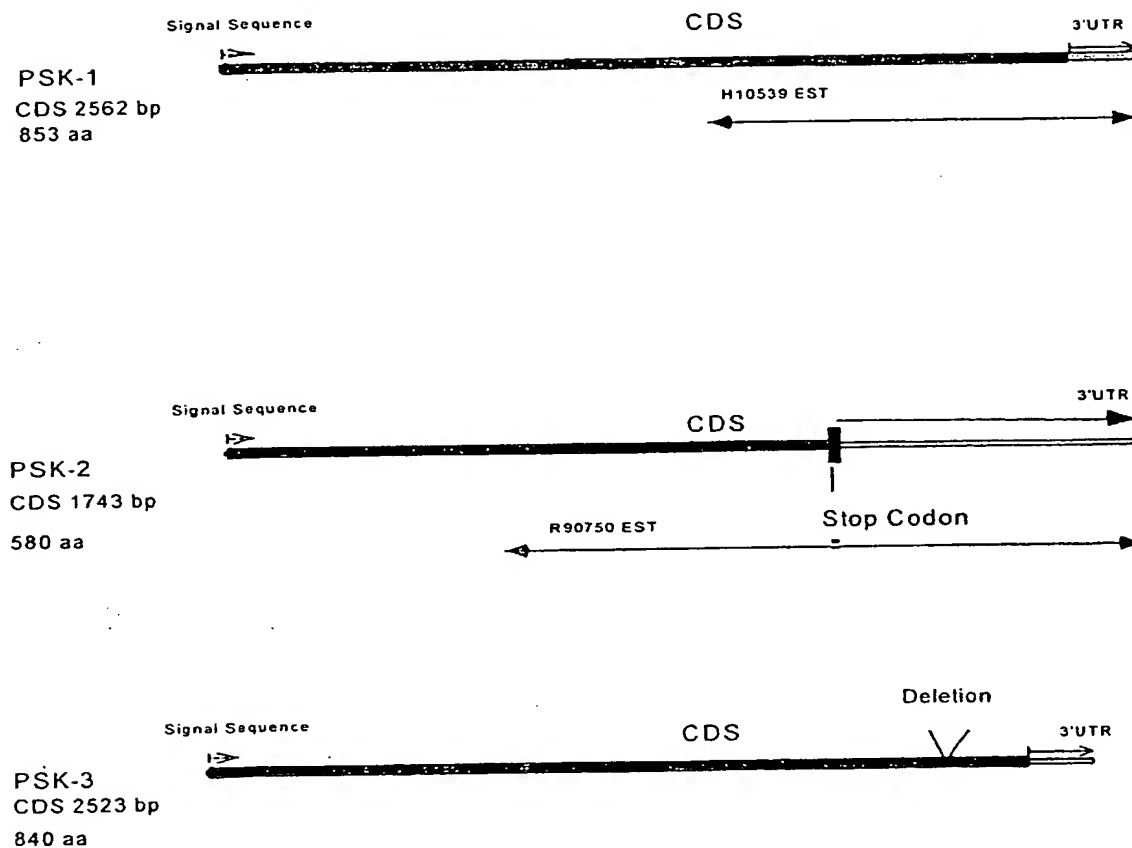 Signal Sequence
CDS
3'UTR
PSK-1
CDS 2562 bp
853 aa
H10539 EST
Signal Sequence
CDS
3'UTR
PSK-2
CDS 1743 bp
580 aa
R90750 EST
Stop Codon
Deletion
Signal Sequence
CDS
3'UTR
PSK-3
CDS 2523 bp
840 aa